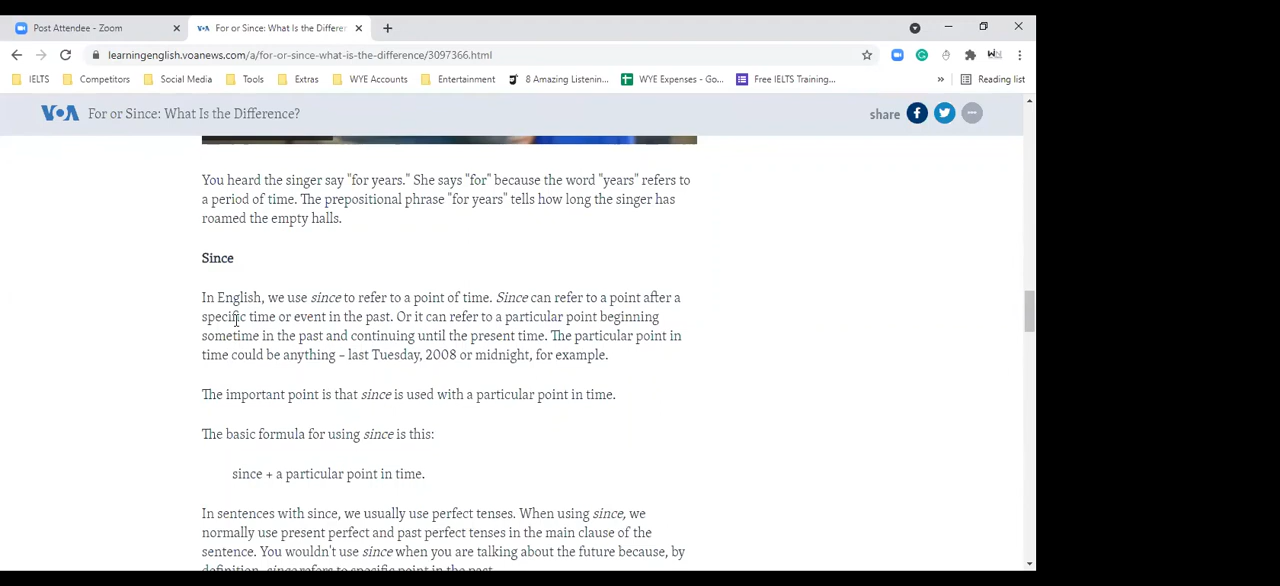 Post Attendee - Zoom
For or Since: What Is the Differer
learningenglish.voanews.com/a/for-or-since-what-is-the-difference/3097366.html
IELTS Competitors Social Media Tools Extras WYE Accounts Entertainment 8 Amazing Listenin... WYE Expenses - Go... Free IELTS Training... » Reading list
VOA For or Since: What Is the Difference? share
You heard the singer say "for years." She says "for" because the word "years" refers to
a period of time. The prepositional phrase "for years" tells how long the singer has
roamed the empty halls.
Since
In English, we use since to refer to a point of time. Since can refer to a point after a
specific time or event in the past. Or it can refer to a particular point beginning
sometime in the past and continuing until the present time. The particular point in
time could be anything – last Tuesday, 2008 or midnight, for example.
The important point is that since is used with a particular point in time.
The basic formula for using since is this:
since + a particular point in time.
In sentences with since, we usually use perfect tenses. When using since, we
normally use present perfect and past perfect tenses in the main clause of the
sentence. You wouldn't use since when you are talking about the future because, by
definition, since refers to specific point in the past.